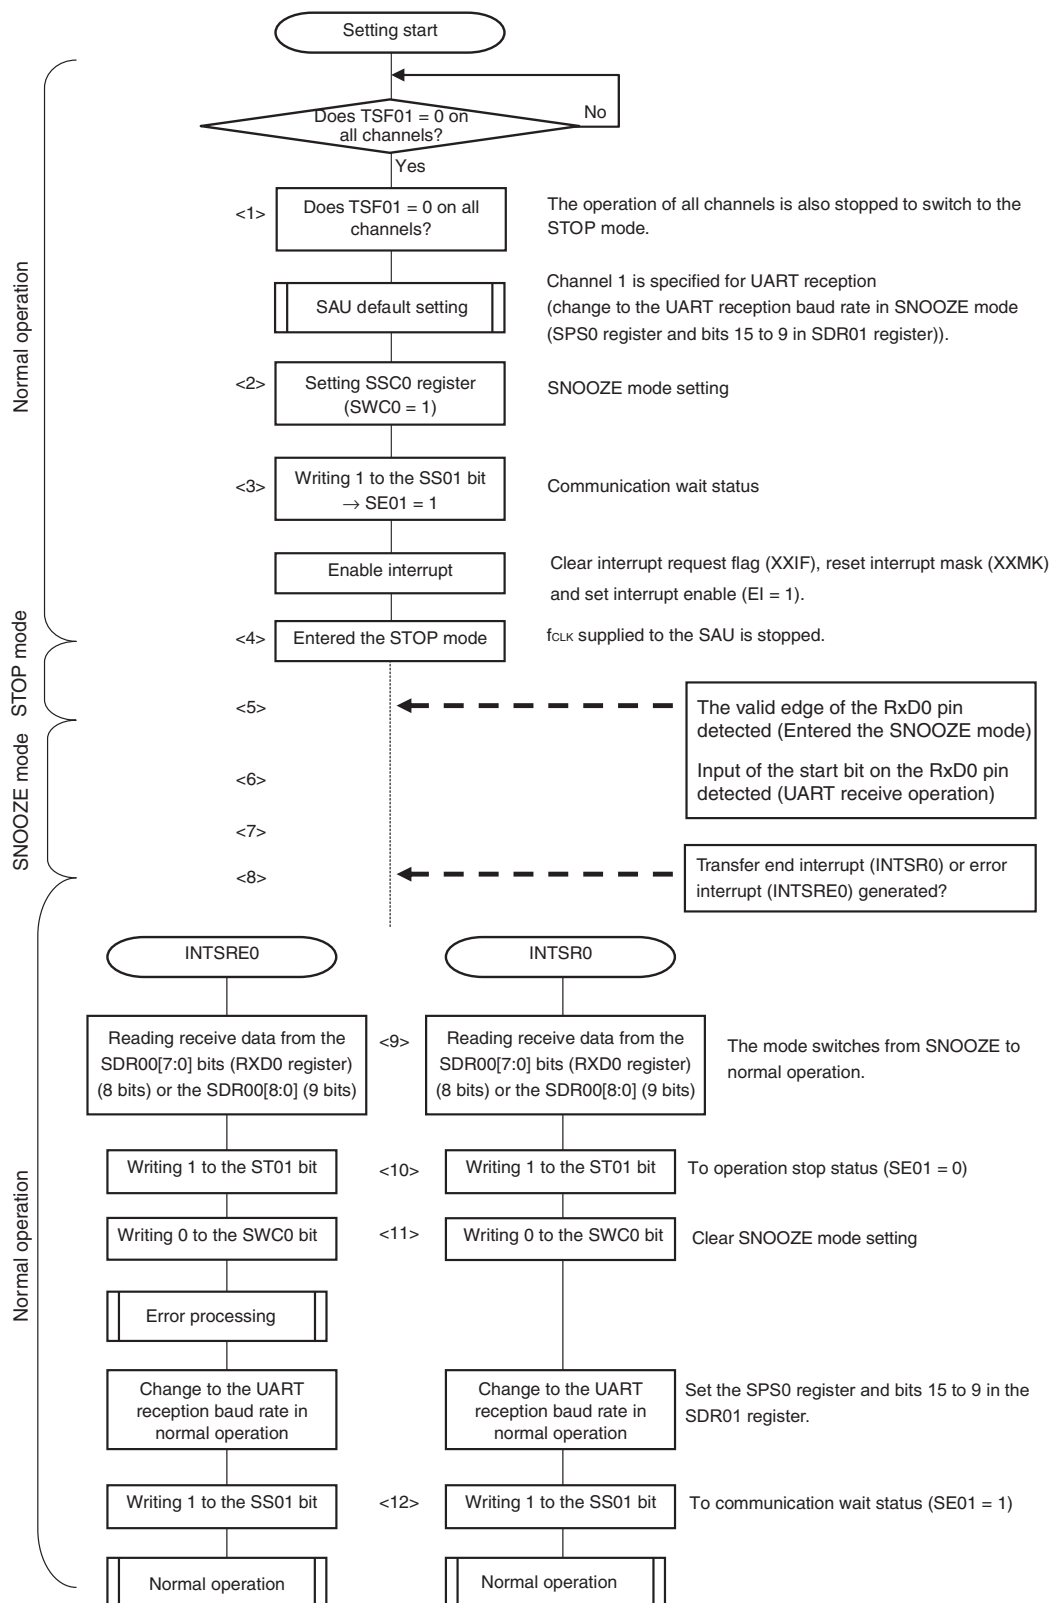 Setting start
Does TSF01 = 0 on
all channels?
No
Yes
<1>
Does TSF01 = 0 on all
channels?
The operation of all channels is also stopped to switch to the
STOP mode.
SAU default setting
Channel 1 is specified for UART reception
(change to the UART reception baud rate in SNOOZE mode
(SPS0 register and bits 15 to 9 in SDR01 register)).
Normal operation
<2>
Setting SSC0 register
(SWC0 = 1)
SNOOZE mode setting
<3>
Writing 1 to the SS01 bit
→ SE01 = 1
Communication wait status
Enable interrupt
Clear interrupt request flag (XXIF), reset interrupt mask (XXMK)
and set interrupt enable (EI = 1).
<4>
Entered the STOP mode
fCLK supplied to the SAU is stopped.
STOP mode
<5>
The valid edge of the RxD0 pin
detected (Entered the SNOOZE mode)
Input of the start bit on the RxD0 pin
detected (UART receive operation)
SNOOZE mode
<6>
<7>
<8>
Transfer end interrupt (INTSR0) or error
interrupt (INTSRE0) generated?
INTSRE0
INTSR0
Reading receive data from the
SDR00[7:0] bits (RXD0 register)
(8 bits) or the SDR00[8:0] (9 bits)
<9>
Reading receive data from the
SDR00[7:0] bits (RXD0 register)
(8 bits) or the SDR00[8:0] (9 bits)
The mode switches from SNOOZE to
normal operation.
Writing 1 to the ST01 bit
<10>
Writing 1 to the ST01 bit
To operation stop status (SE01 = 0)
Normal operation
Writing 0 to the SWC0 bit
<11>
Writing 0 to the SWC0 bit
Clear SNOOZE mode setting
Error processing
Change to the UART
reception baud rate in
normal operation
Change to the UART
reception baud rate in
normal operation
Set the SPS0 register and bits 15 to 9 in the
SDR01 register.
Writing 1 to the SS01 bit
<12>
Writing 1 to the SS01 bit
To communication wait status (SE01 = 1)
Normal operation
Normal operation